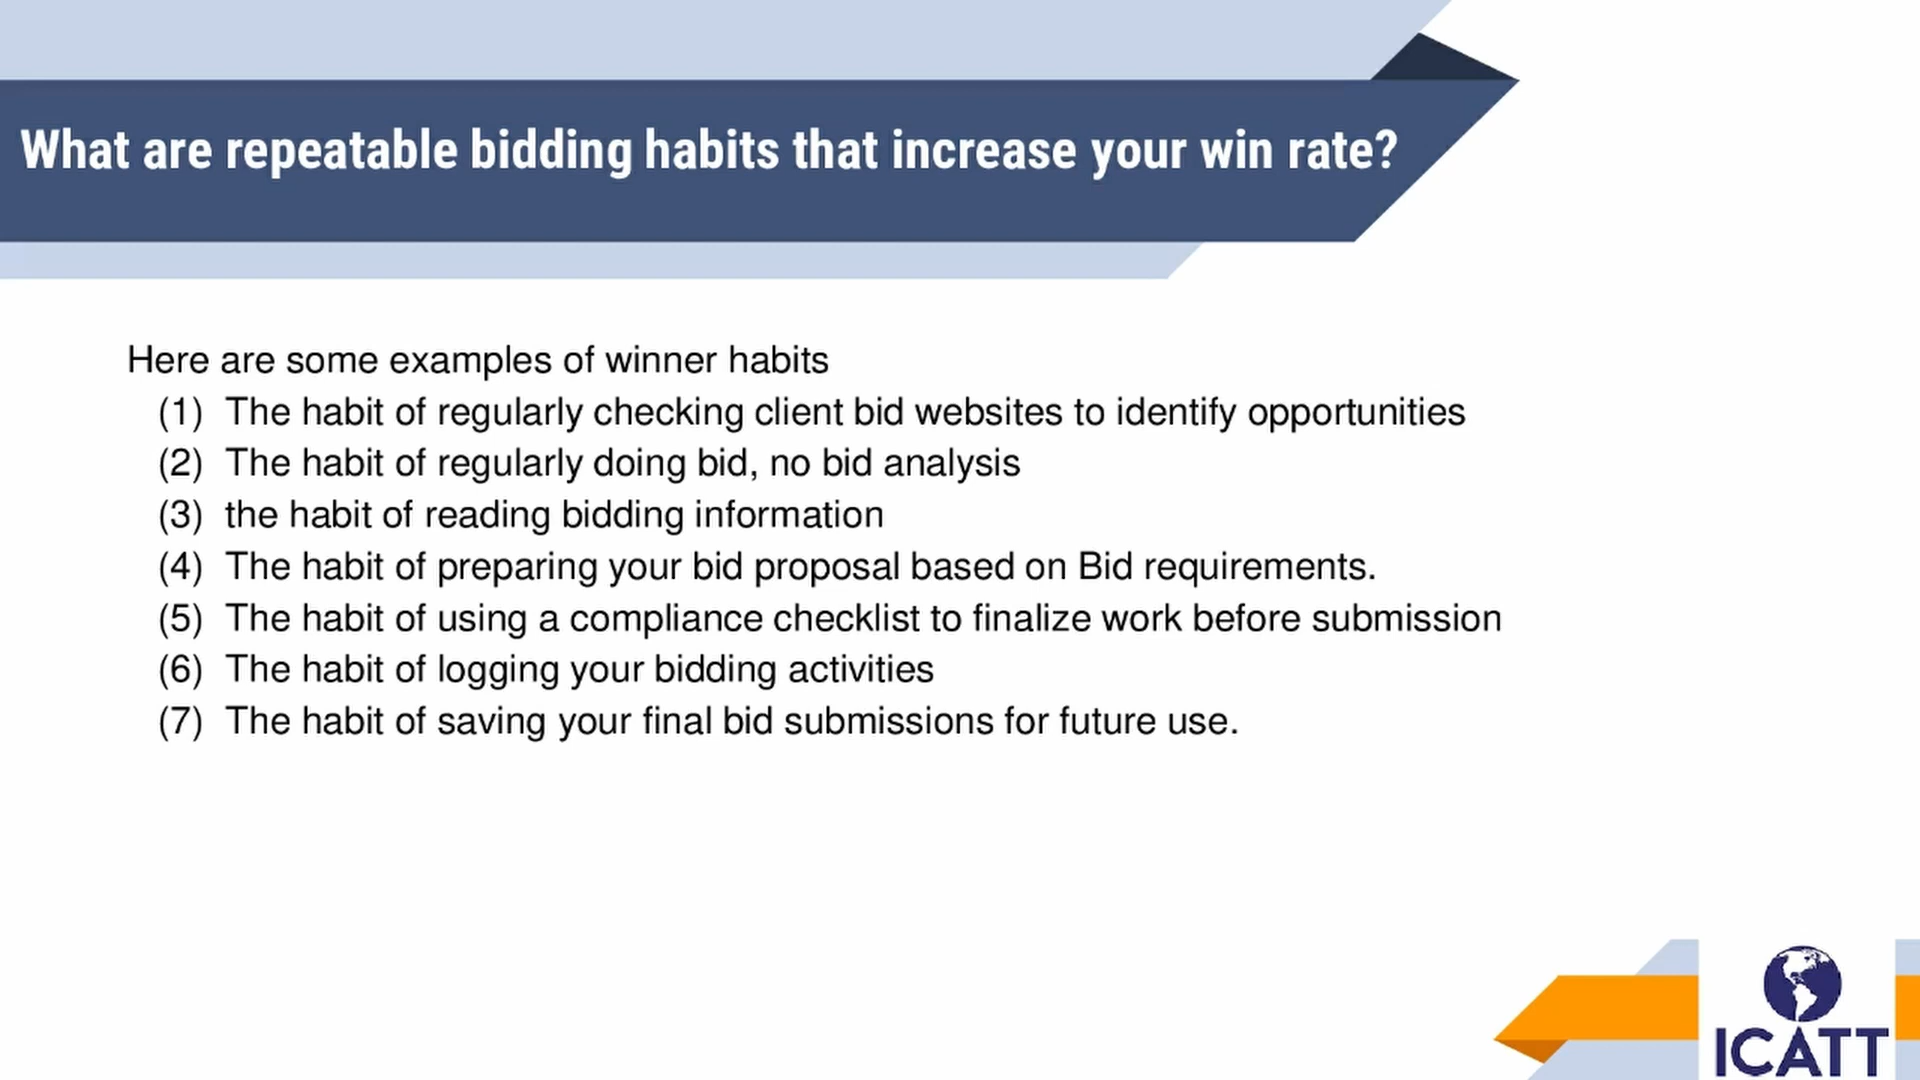 What are repeatable bidding habits that increase your win rate?
Here are some examples of winner habits
(1) The habit of regularly checking client bid websites to identify opportunities
(2) The habit of regularly doing bid, no bid analysis
(3) the habit of reading bidding information
(4) The habit of preparing your bid proposal based on Bid requirements.
(5) The habit of using a compliance checklist to finalize work before submission
(6) The habit of logging your bidding activities
(7) The habit of saving your final bid submissions for future use.
ICATT